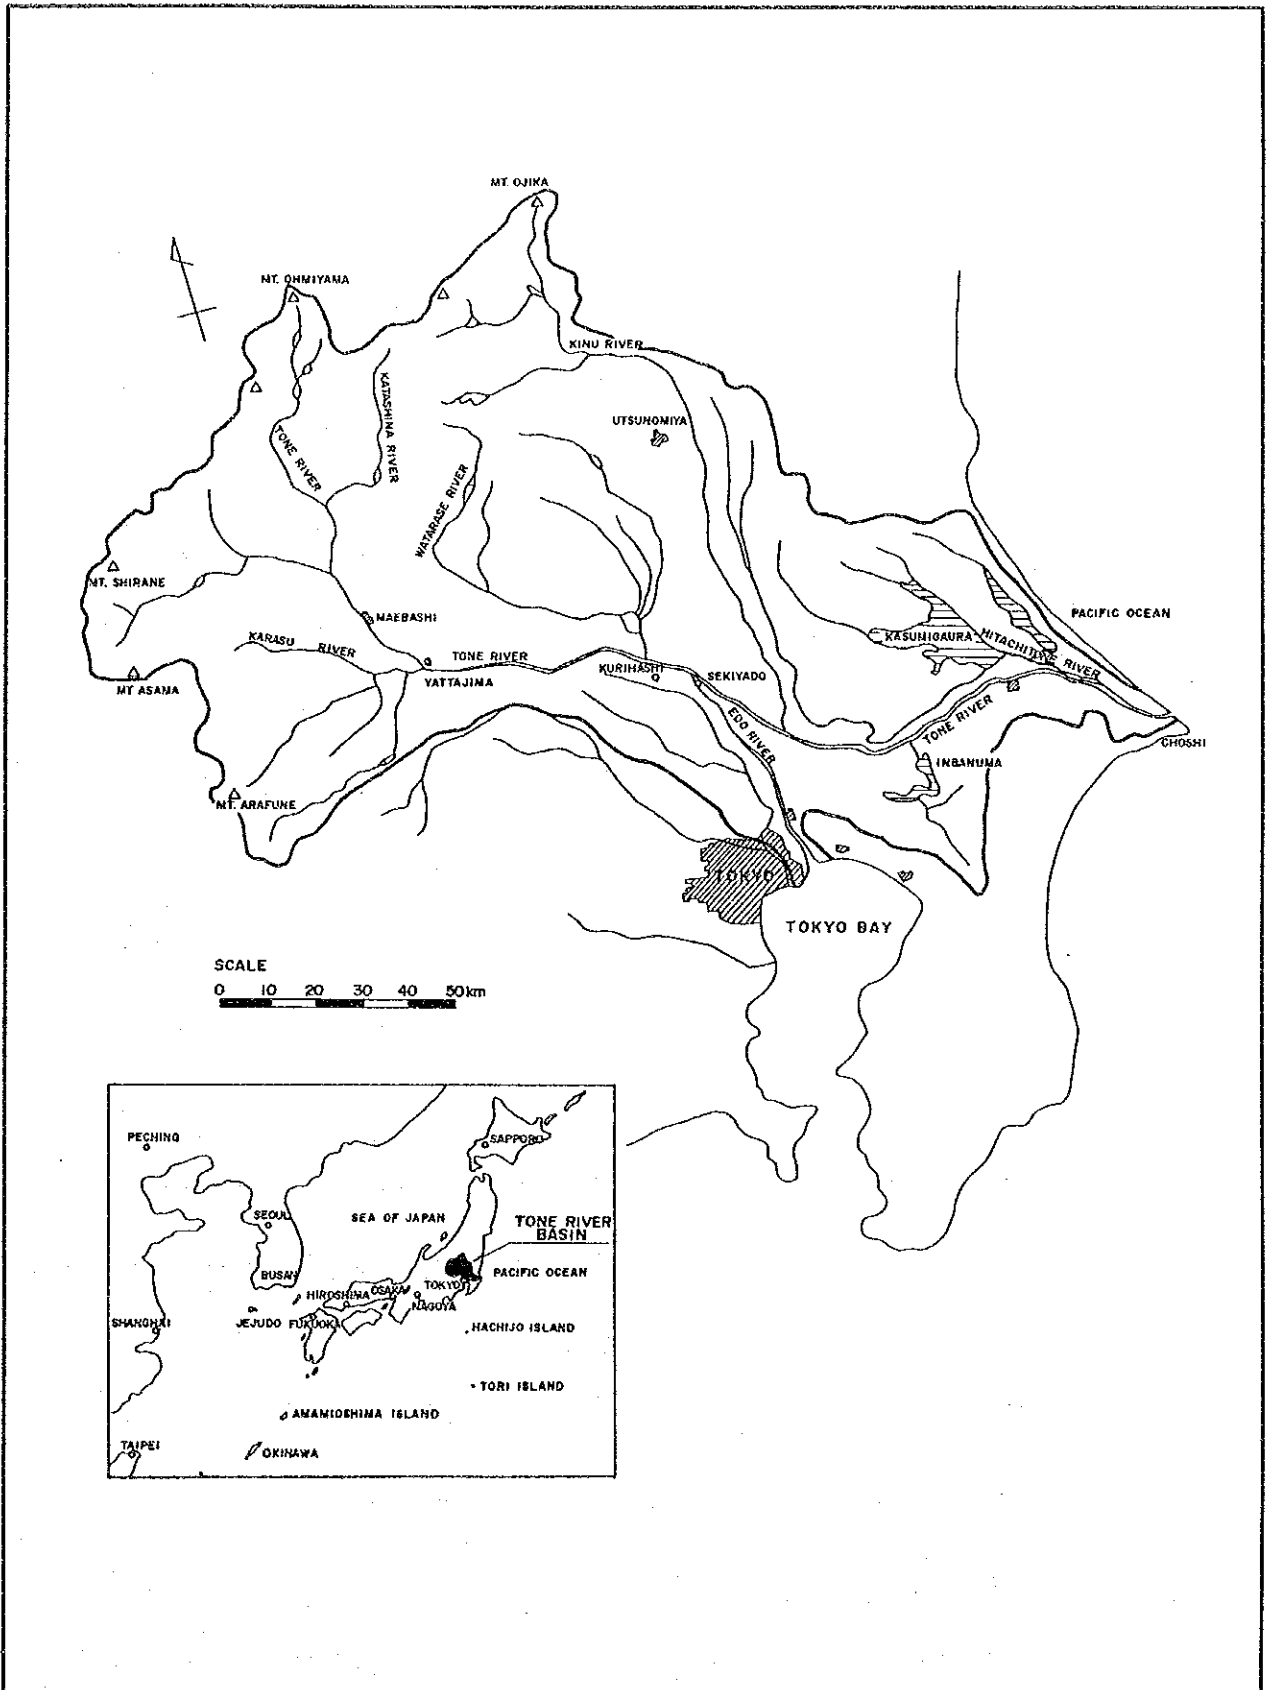 MT. OJIKA
MT. OHMIYAMA
KINU RIVER
KATASHINA RIVER
UTSUNOMIYA
TONE RIVER
WATARASE RIVER
MT. SHIRANE
MAEBASHI
PACIFIC OCEAN
KASUMIGAURA
HITACHITONE RIVER
KARASU RIVER
TONE RIVER
KURIHASHI
SEKIYADO
YATTAJIMA
MT ASAMA
EDO RIVER
TONE RIVER
CHOSHI
INBANUMA
MT. ARAFUNE
TOKYO
TOKYO BAY
SCALE
0 10 20 30 40 50km
PECHING
SAPPORO
SEOUL
SEA OF JAPAN
TONE RIVER
BASIN
BUSAN
PACIFIC OCEAN
TOKYO
OSAKA
HIROSHIMA
NAGOYA
SHANGHAI
JEJUDO
FUKUOKA
HACHIJO ISLAND
TORI ISLAND
AMAMIOSHIMA ISLAND
TAIPEI
OKINAWA